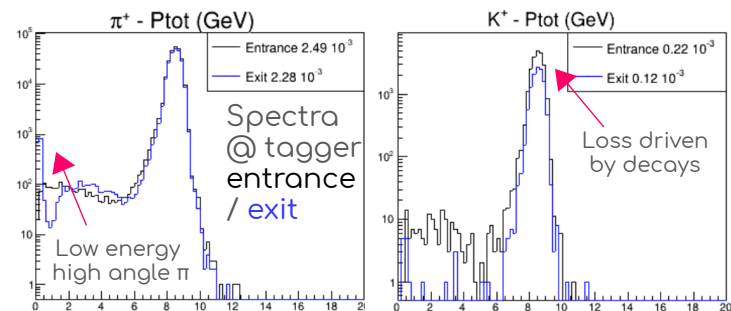 π⁺ - Ptot (GeV)
Entrance 2.49 10⁻³
Exit 2.28 10⁻³
10⁵
10⁴
10³
10²
10
1
0 2 4 6 8 10 12 14 16 18 20
Low energy
high angle π
Spectra
@ tagger
entrance
/ exit
K⁺ - Ptot (GeV)
Entrance 0.22 10⁻³
Exit 0.12 10⁻³
10³
10²
10
1
0 2 4 6 8 10 12 14 16 18 20
Loss driven
by decays